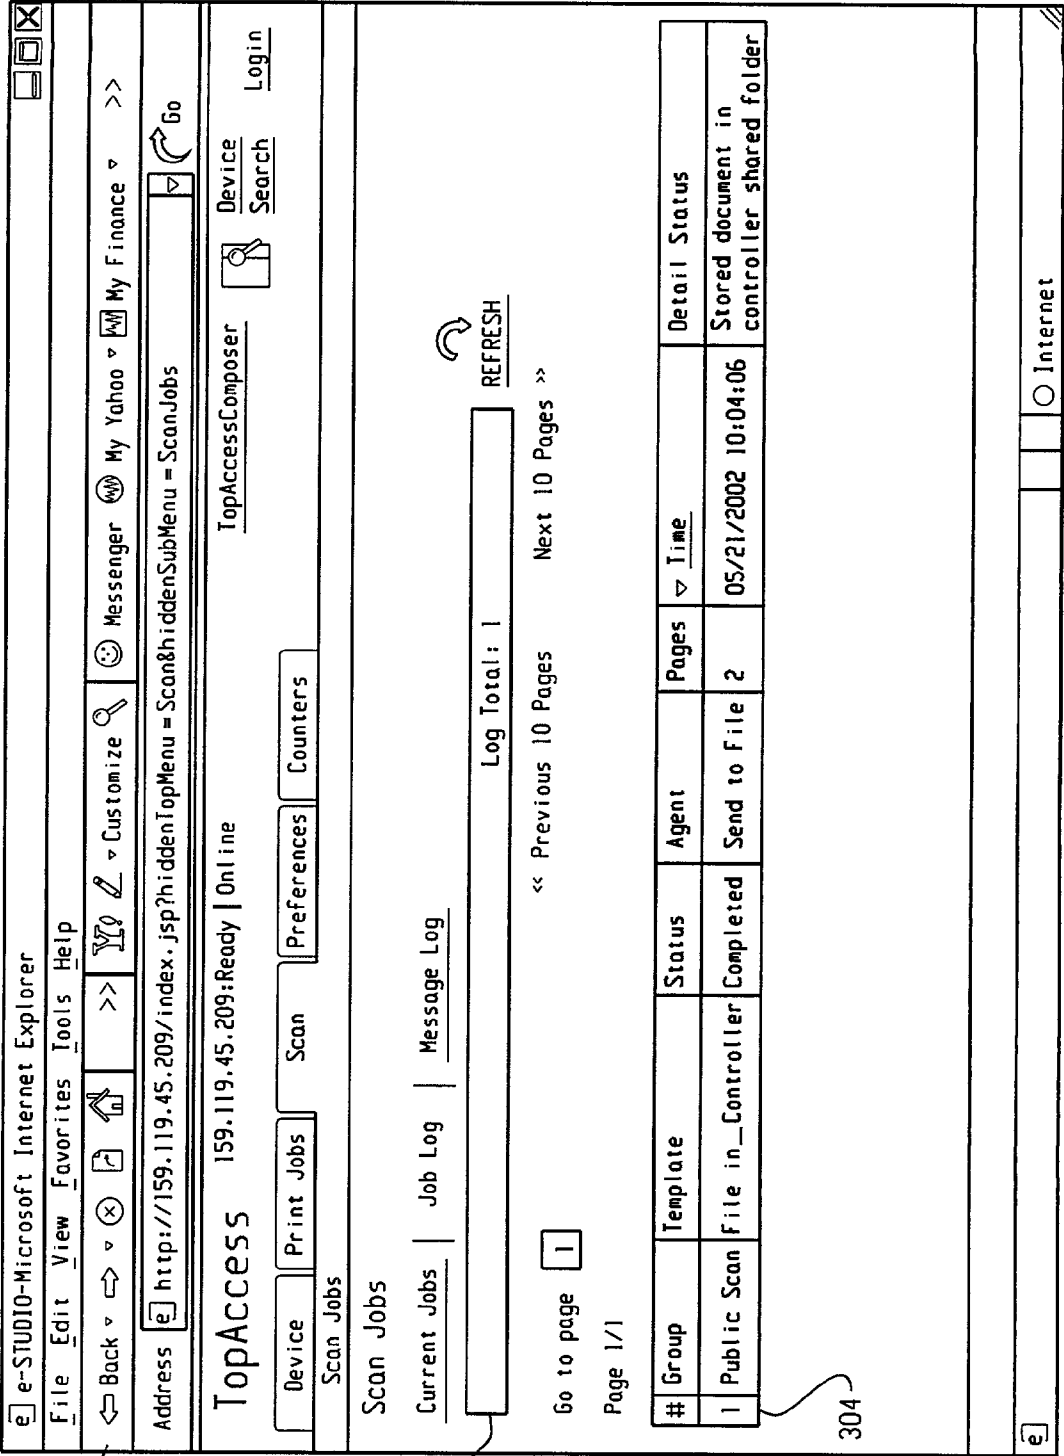 e-STUDIO-Microsoft Internet Explorer
File Edit View Favorites Tools Help
Back >> Y! Customize Messenger My Yahoo My Finance >>
Address http://159.119.45.209/index.jsp?hiddenTopMenu=Scan&hiddenSubMenu=ScanJobs Go
TopAccess 159.119.45.209:Ready | Online TopAccessComposer Device Search Login
Device Print Jobs Scan Preferences Counters
Scan Jobs
Scan Jobs
Current Jobs | Job Log | Message Log
REFRESH
Log Total: 1
Go to page 1 << Previous 10 Pages Next 10 Pages >>
Page 1/1
# Group Template Status Agent Pages Time Detail Status
1 Public Scan File in_Controller Completed Send to File 2 05/21/2002 10:04:06 Stored document in controller shared folder
304
Internet